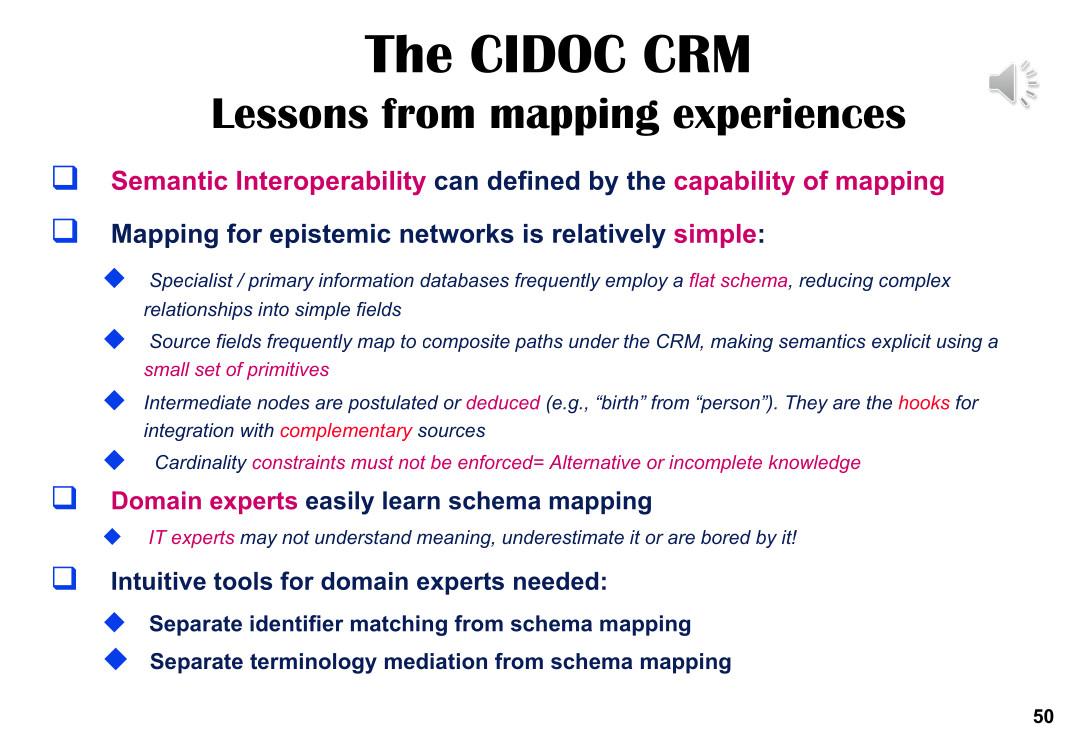 The CIDOC CRM
Lessons from mapping experiences
Semantic Interoperability can defined by the capability of mapping
Mapping for epistemic networks is relatively simple:
Specialist / primary information databases frequently employ a flat schema, reducing complex
relationships into simple fields
Source fields frequently map to composite paths under the CRM, making semantics explicit using a
small set of primitives
Intermediate nodes are postulated or deduced (e.g., “birth” from “person”). They are the hooks for
integration with complementary sources
Cardinality constraints must not be enforced= Alternative or incomplete knowledge
Domain experts easily learn schema mapping
IT experts may not understand meaning, underestimate it or are bored by it!
Intuitive tools for domain experts needed:
Separate identifier matching from schema mapping
Separate terminology mediation from schema mapping
50